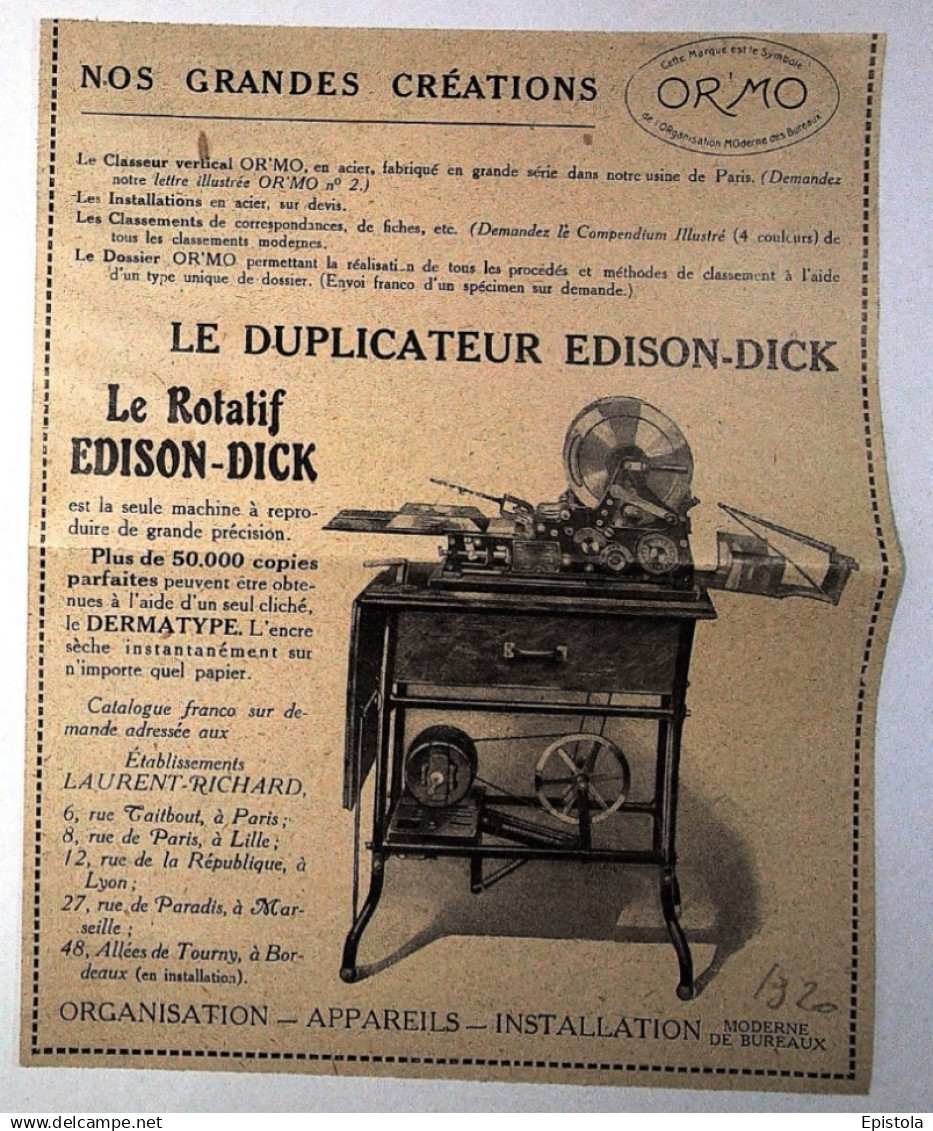 NOS GRANDES CRÉATIONS
Cette Marque est le Symbole
OR'MO
de l'ORganisation MOderne des Bureaux
Le Classeur vertical OR'MO, en acier, fabriqué en grande série dans notre usine de Paris. (Demandez
notre lettre illustrée OR'MO nº 2.)
Les Installations en acier, sur devis.
Les Classements de correspondances, de fiches, etc. (Demandez le Compendium Illustré (4 couleurs) de
tous les classements modernes.
Le Dossier OR'MO permettant la réalisation de tous les procédés et méthodes de classement à l'aide
d'un type unique de dossier. (Envoi franco d'un spécimen sur demande.)
LE DUPLICATEUR EDISON-DICK
Le Rotatif
EDISON-DICK
est la seule machine à repro-
duire de grande précision.
Plus de 50.000 copies
parfaites peuvent être obte-
nues à l'aide d'un seul cliché,
le DERMATYPE. L'encre
sèche instantanément sur
n'importe quel papier.
Catalogue franco sur de-
mande adressée aux
Établissements
LAURENT-RICHARD,
6, rue Taitbout, à Paris ;
8, rue de Paris, à Lille ;
12, rue de la République, à
Lyon ;
27, rue de Paradis, à Mar-
seille ;
48, Allées de Tourny, à Bor-
deaux (en installation).
1920
ORGANISATION — APPAREILS — INSTALLATION MODERNE
DE BUREAUX
delcampe.net
Epistola